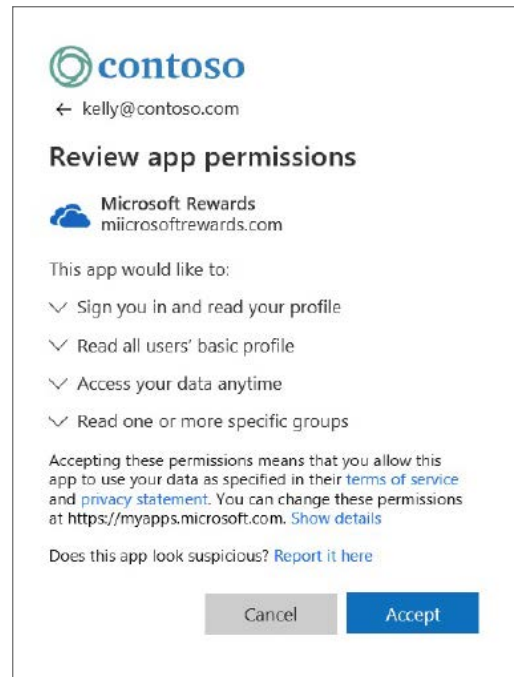 contoso
← kelly@contoso.com
Review app permissions
Microsoft Rewards
miicrosoftrewards.com
This app would like to:
Sign you in and read your profile
Read all users' basic profile
Access your data anytime
Read one or more specific groups
Accepting these permissions means that you allow this
app to use your data as specified in their terms of service
and privacy statement. You can change these permissions
at https://myapps.microsoft.com. Show details
Does this app look suspicious? Report it here
Cancel Accept